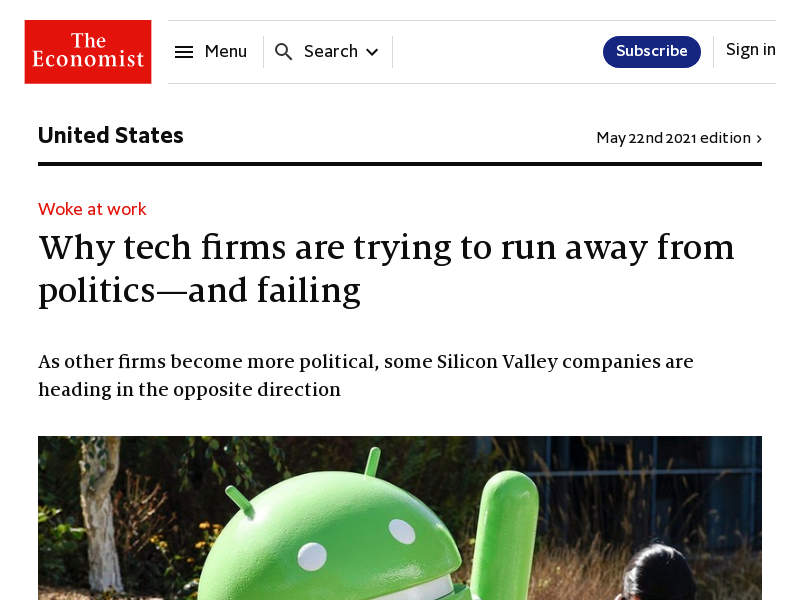 The
Economist
Menu
Search
Subscribe
Sign in
United States
May 22nd 2021 edition ›
Woke at work
Why tech firms are trying to run away from
politics—and failing
As other firms become more political, some Silicon Valley companies are
heading in the opposite direction